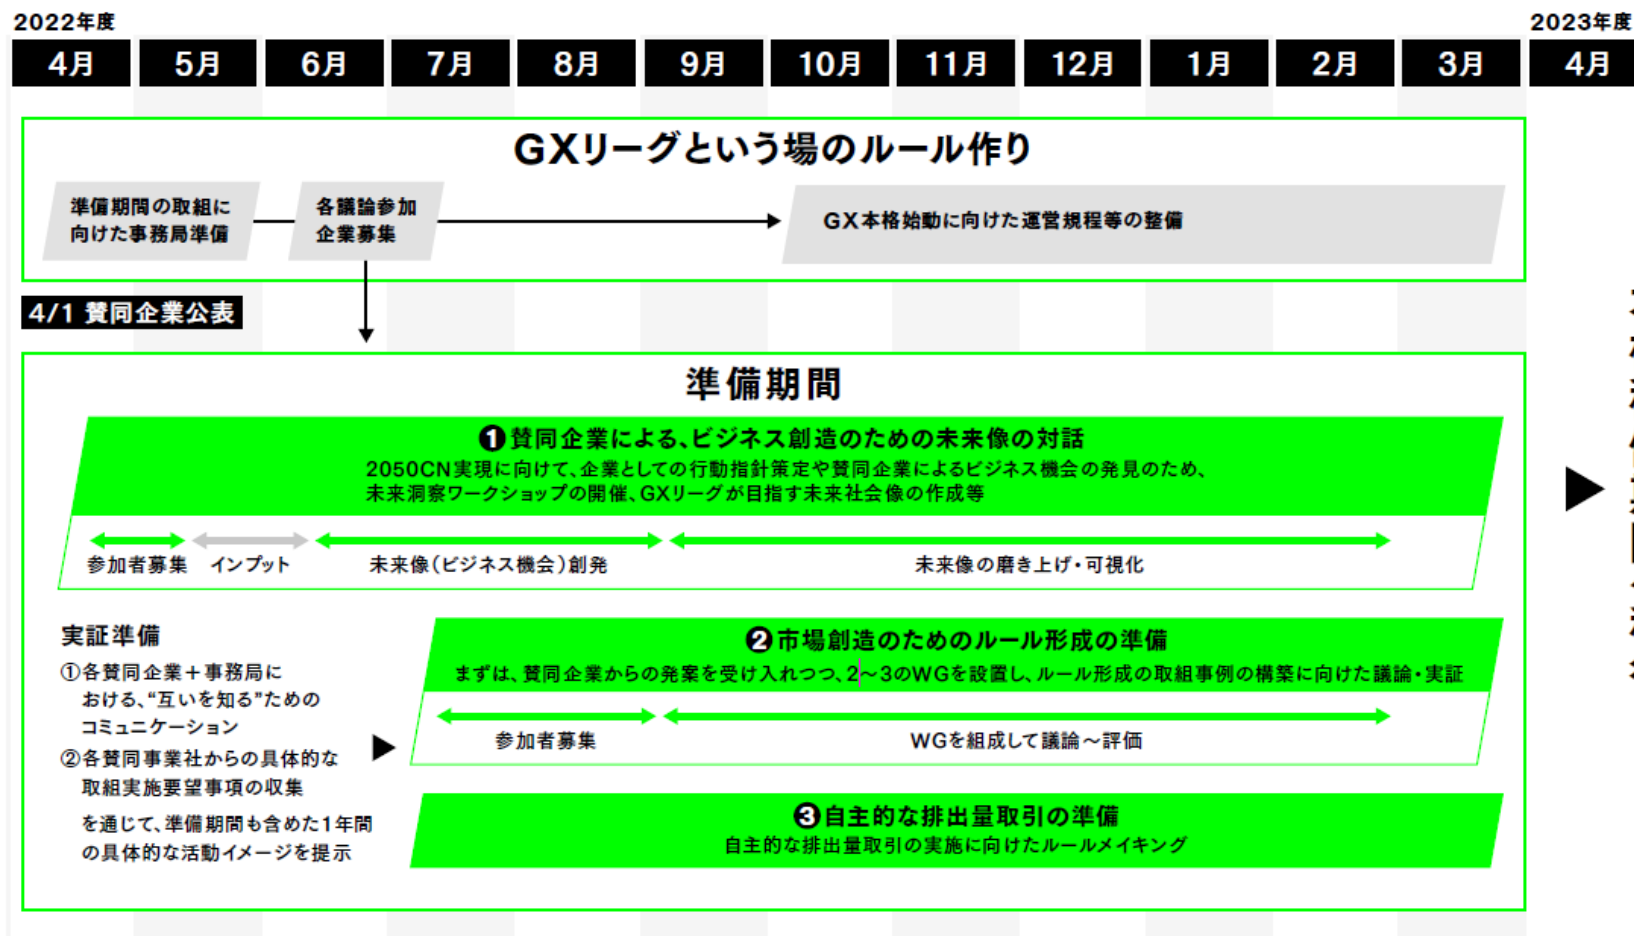 2022年度
2023年度
4月 5月 6月 7月 8月 9月 10月 11月 12月 1月 2月 3月 4月
GXリーグという場のルール作り
準備期間の取組に
向けた事務局準備
各議論参加
企業募集
GX本格始動に向けた運営規程等の整備
4/1 賛同企業公表
準備期間
❶賛同企業による、ビジネス創造のための未来像の対話
2050CN実現に向けて、企業としての行動指針策定や賛同企業によるビジネス機会の発見のため、
未来洞察ワークショップの開催、GXリーグが目指す未来社会像の作成等
参加者募集
インプット
未来像（ビジネス機会）創発
未来像の磨き上げ・可視化
実証準備
①各賛同企業＋事務局に
おける、“互いを知る”ための
コミュニケーション
②各賛同事業社からの具体的な
取組実施要望事項の収集
を通じて、準備期間も含めた1年間
の具体的な活動イメージを提示
❷市場創造のためのルール形成の準備
まずは、賛同企業からの発案を受け入れつつ、2～3のWGを設置し、ルール形成の取組事例の構築に向けた議論・実証
参加者募集
WGを組成して議論～評価
❸自主的な排出量取引の準備
自主的な排出量取引の実施に向けたルールメイキング